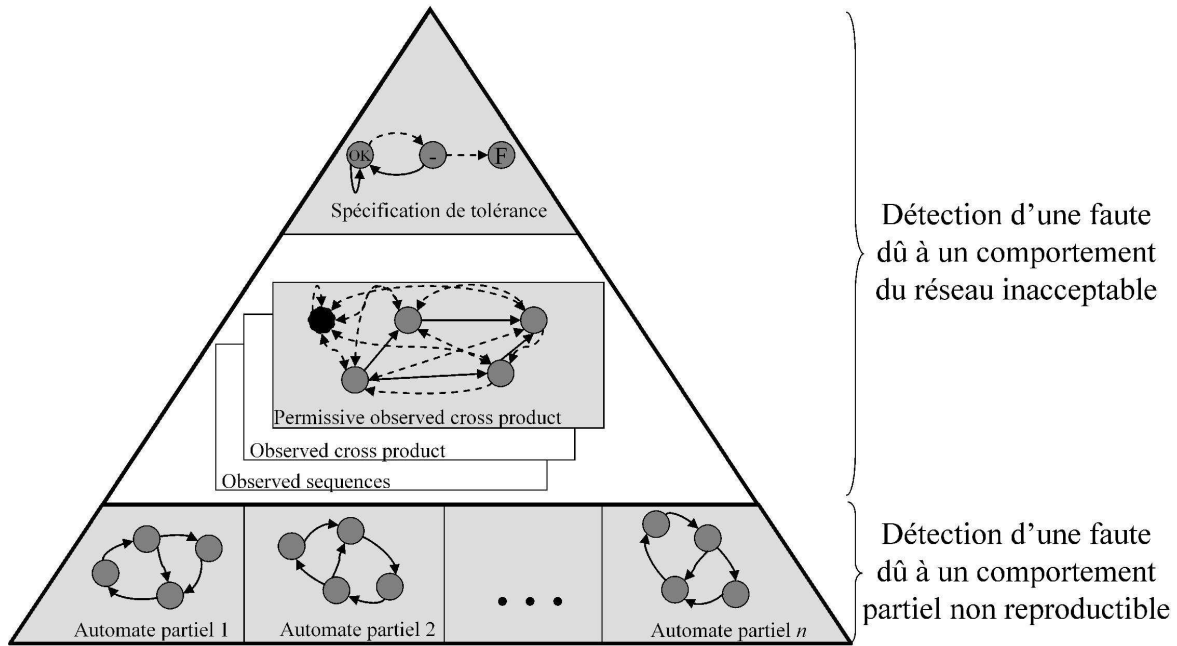 OK
-
F
Spécification de tolérance
Détection d'une faute
dû à un comportement
du réseau inacceptable
Permissive observed cross product
Observed cross product
Observed sequences
Détection d'une faute
dû à un comportement
partiel non reproductible
Automate partiel 1
Automate partiel 2
• • •
Automate partiel n